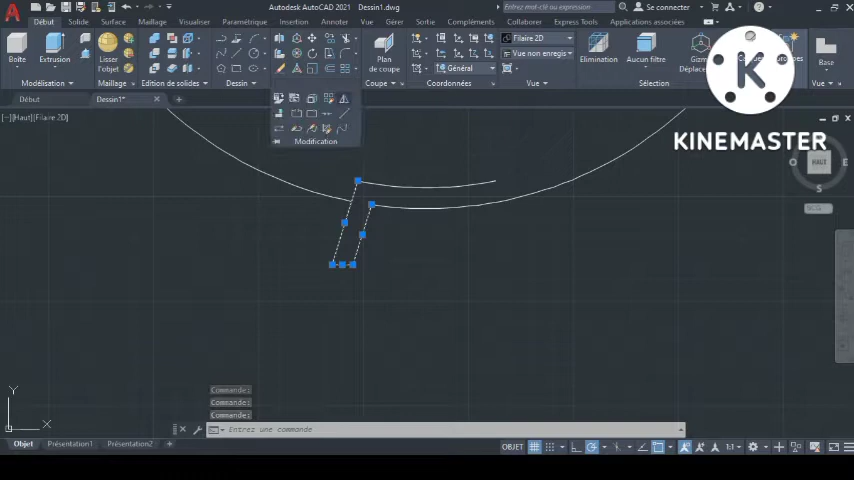 Autodesk AutoCAD 2021 Dessin1.dwg
Entrez mot-clé ou expression
Se connecter
Début Solide Surface Maillage Visualiser Paramétrique Insertion Annoter Vue Gérer Sortie Compléments Collaborer Express Tools Applications associées
Boîte
Extrusion
Lisser
l'objet
Plan
de coupe
Filaire 2D
Vue non enregis
Général
Elimination
Aucun filtre
Gizmo
Base
Modélisation
Maillage
Edition de solides
Dessin
Coupe
Vue
Sélection
Vue
KINEMASTER
Début
Dessin1*
Modification
[−][Haut][Filaire 2D]
O
HAUT
E
S
Commande:
Commande:
Commande:
Entrez une commande
Y
X
Objet
Présentation1
Présentation2
OBJET
1:1